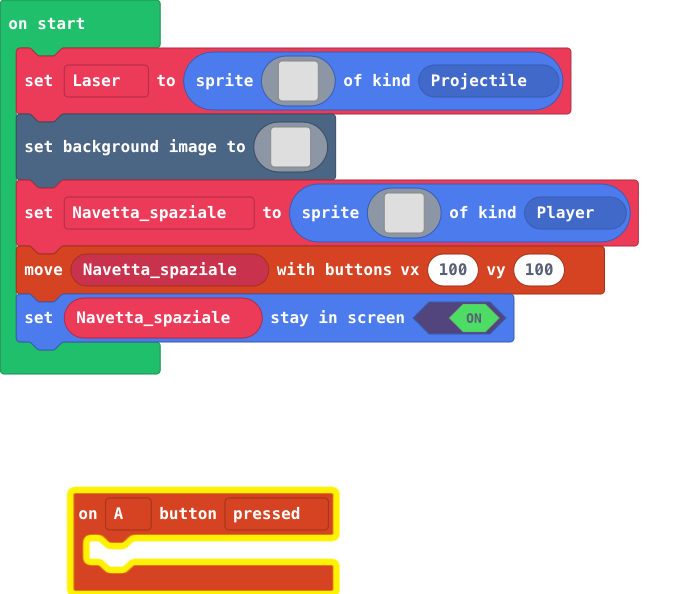 on start
set Laser to sprite of kind Projectile
set background image to
set Navetta_spaziale to sprite of kind Player
move Navetta_spaziale with buttons vx 100 vy 100
set Navetta_spaziale stay in screen ON
on A button pressed